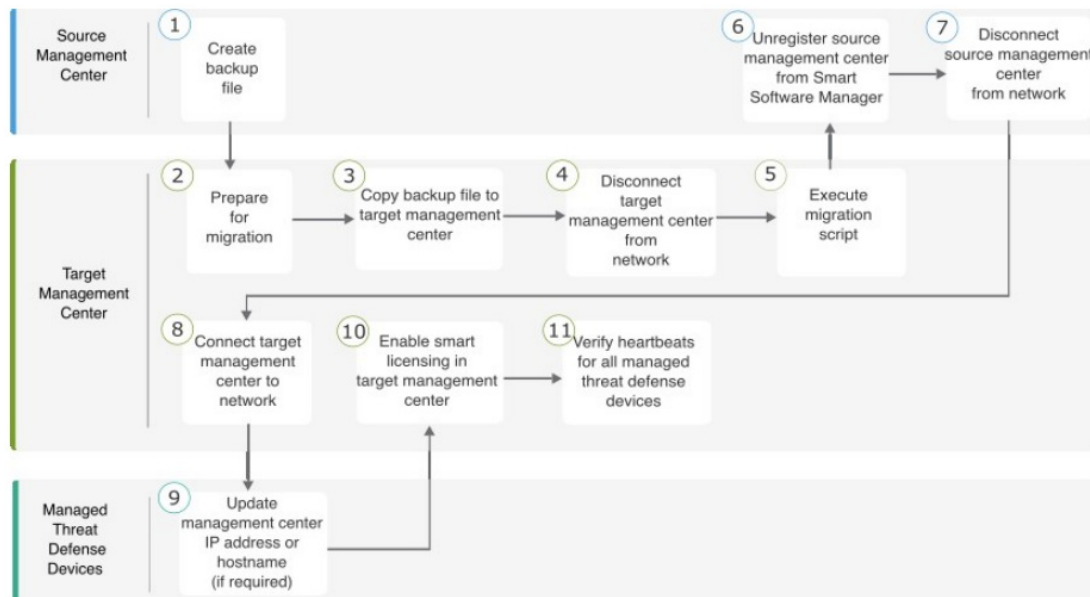 Source
Management
Center
1
Create
backup
file
6
Unregister source
management center
from Smart
Software Manager
7
Disconnect
source management
center
from network
Target
Management
Center
2
Prepare
for
migration
3
Copy backup file to
target management
center
4
Disconnect
target
management center
from
network
5
Execute
migration
script
8
Connect target
management
center to
network
10
Enable smart
licensing in
target management
center
11
Verify heartbeats
for all managed
threat defense
devices
Managed
Threat
Defense
Devices
9
Update
management center
IP address or
hostname
(if required)